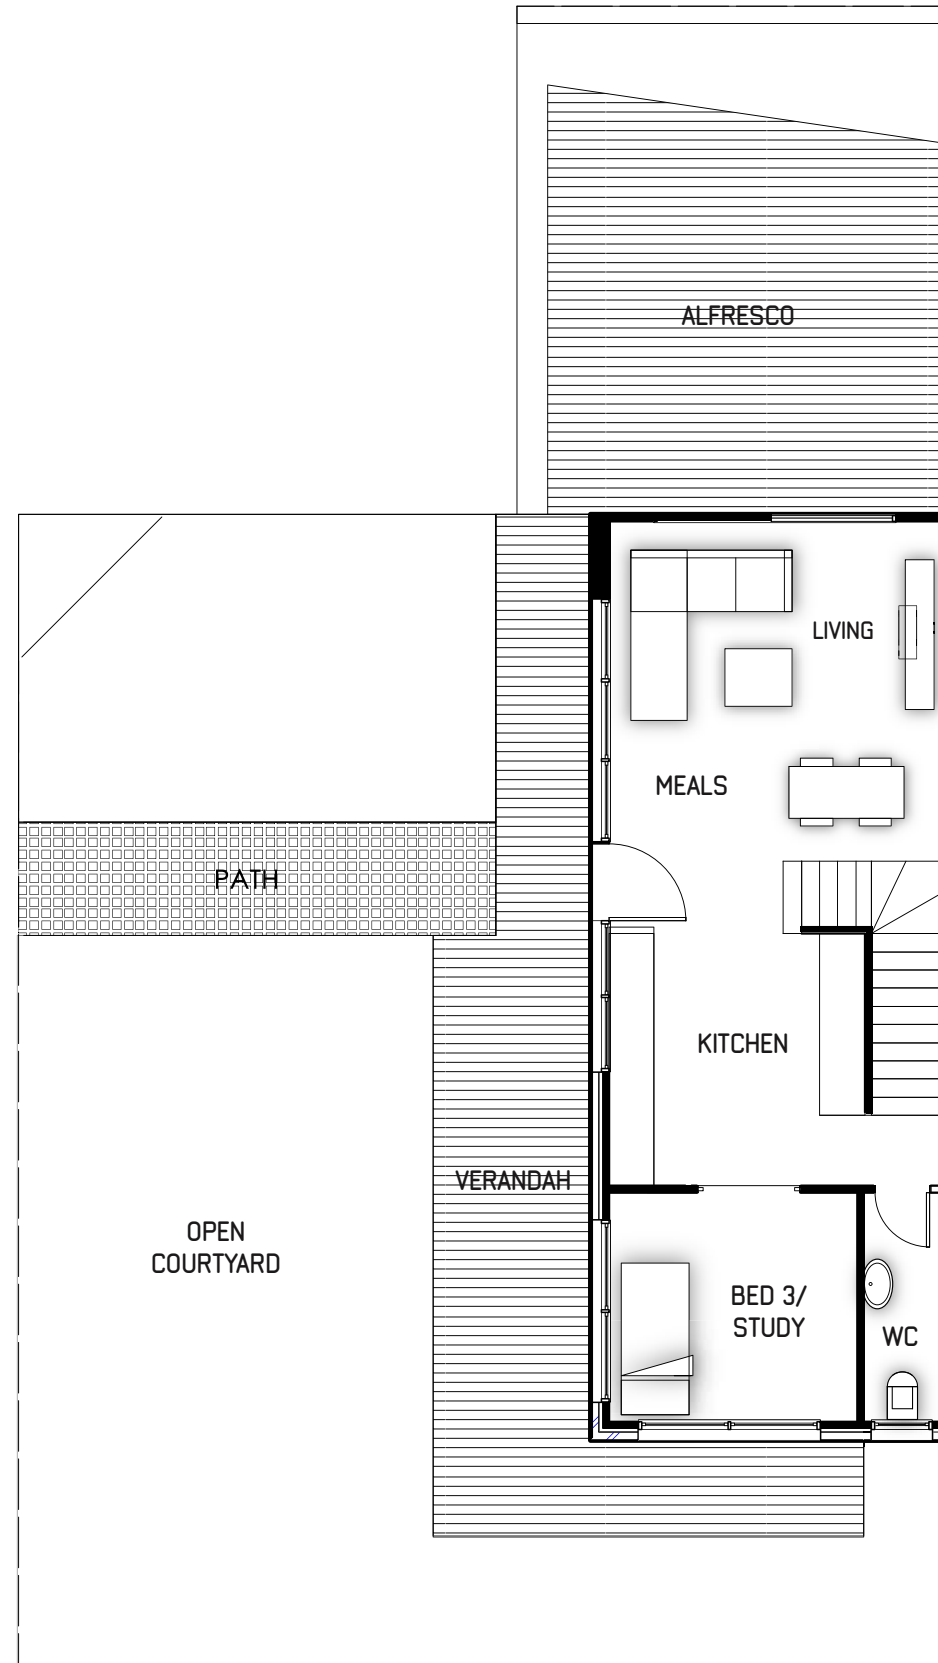 ALFRESCO
LIVING
MEALS
PATH
KITCHEN
VERANDAH
OPEN
COURTYARD
BED 3/
STUDY
WC